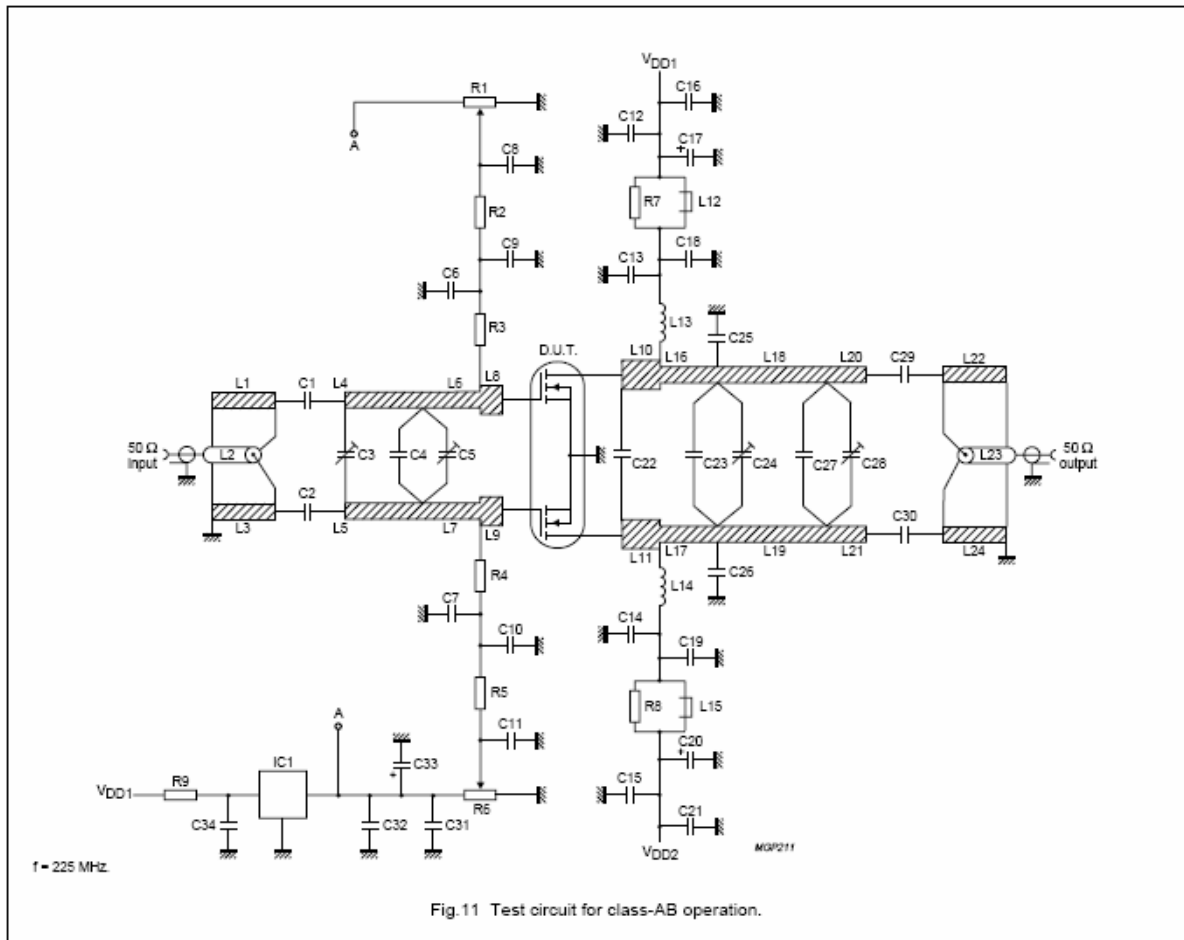 VDD1
C16
R1
C12
C17
A
C8
R7
L12
R2
C9
C18
C13
C6
R3
L13
C25
D.U.T.
L10
L16
L18
L20
C29
L22
L1
C1
L4
L6
L8
50 Ω
input
L2
C3
C4
C5
C22
C23
C24
C27
C28
L23
50 Ω
output
C2
L3
L5
L7
L9
C30
L24
L11
L17
L19
L21
R4
L14
C26
C7
C14
C10
C19
R5
R8
L15
A
C11
C20
IC1
C33
VDD1
R9
R6
C15
C34
C32
C31
C21
VDD2
MGP211
f = 225 MHz.
Fig.11 Test circuit for class-AB operation.